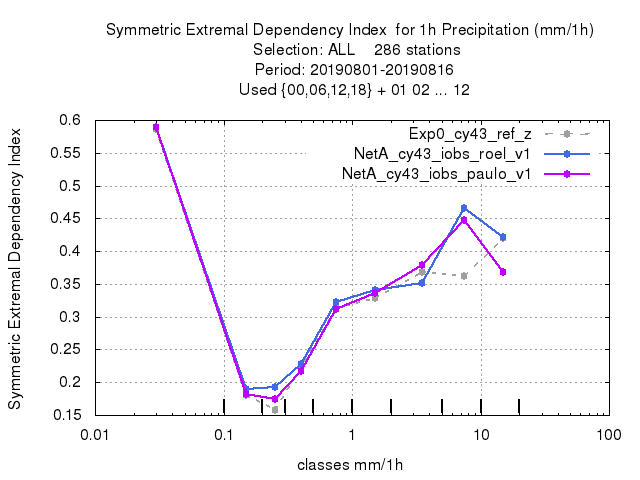 Symmetric Extremal Dependency Index  for 1h Precipitation (mm/1h)
Selection: ALL    286 stations
Period: 20190801-20190816
Used {00,06,12,18} + 01 02 ... 12
Exp0_cy43_ref_z
NetA_cy43_iobs_roel_v1
NetA_cy43_iobs_paulo_v1
Symmetric Extremal Dependency Index
0.6
0.55
0.5
0.45
0.4
0.35
0.3
0.25
0.2
0.15
0.01
0.1
1
10
100
classes mm/1h